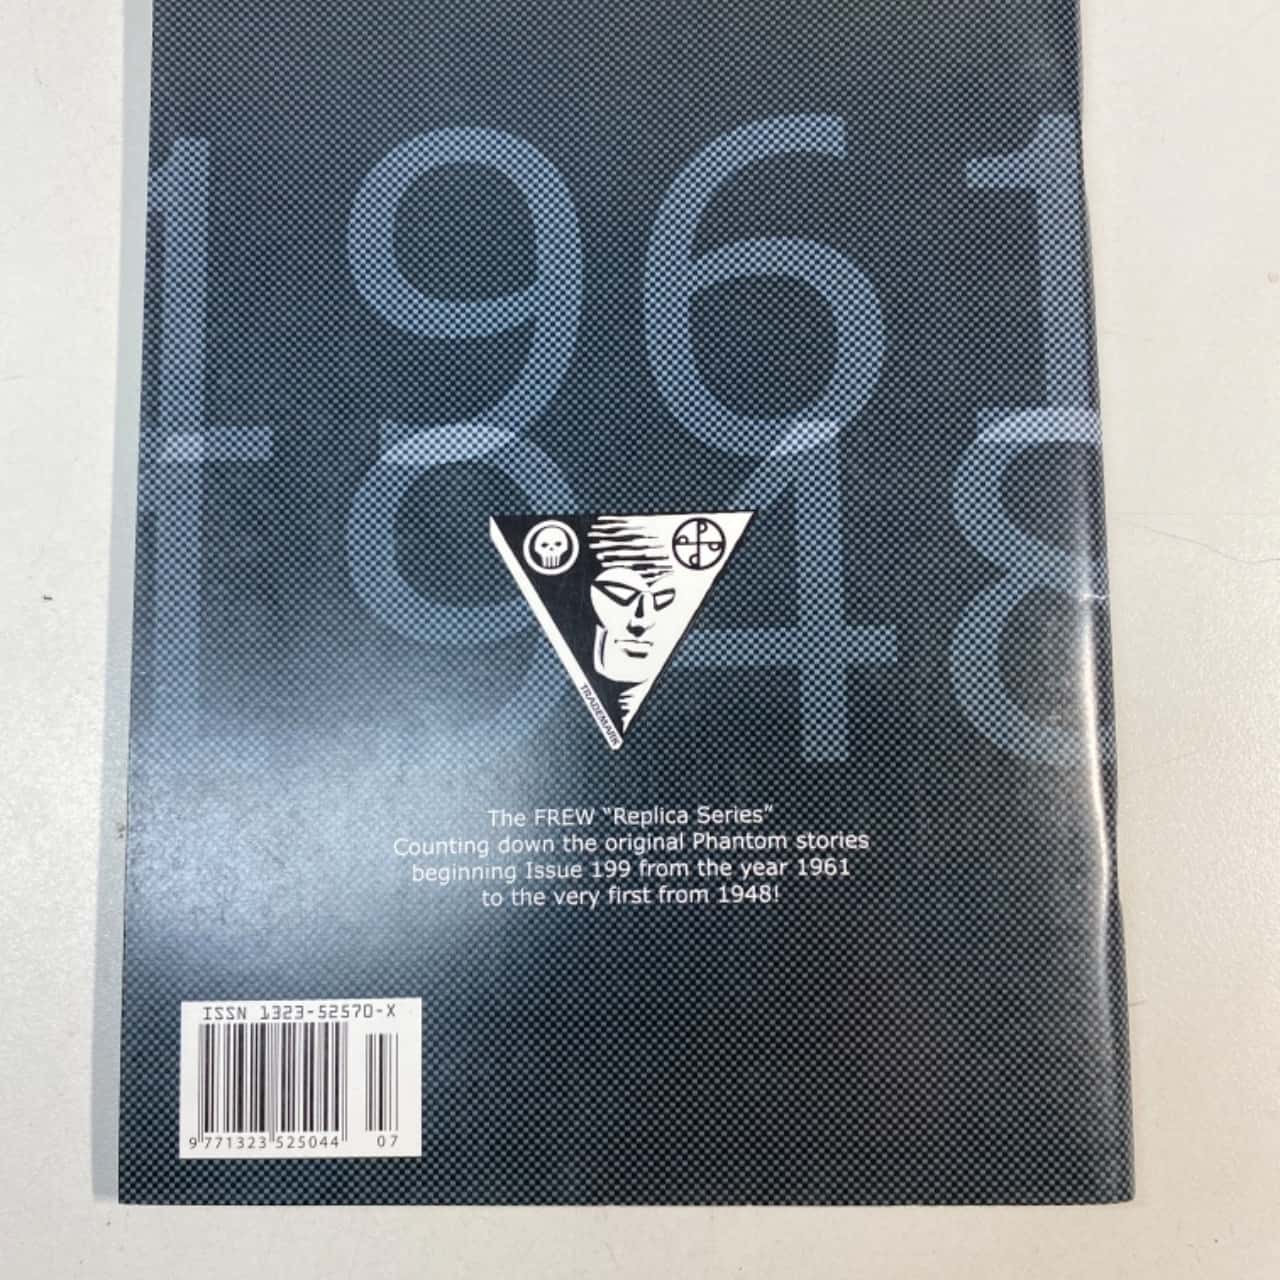 1961
1948
TRADEMARK
The FREW “Replica Series”
Counting down the original Phantom stories
beginning Issue 199 from the year 1961
to the very first from 1948!
ISSN 1323-52570-X
9 771323 525044 07